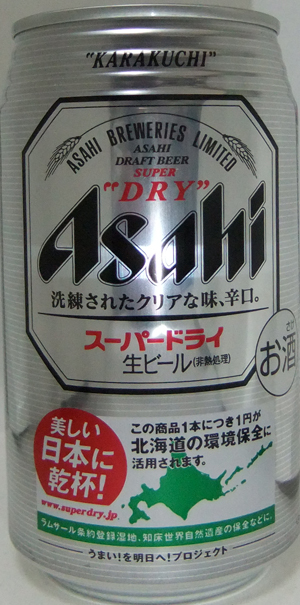 "KARAKUCHI"
ASAHI BREWERIES LIMITED
ASAHI
DRAFT BEER
SUPER
"DRY"
Asahi
洗練されたクリアな味、辛口。
スーパードライ
生ビール(非熱処理)
さけ
お酒
美しい
日本に
乾杯!
www.superdry.jp
この商品1本につき1円が
北海道の環境保全に
活用されます。
ラムサール条約登録湿地、知床世界自然遺産の保全などに。
うまい!を明日へ!プロジェクト